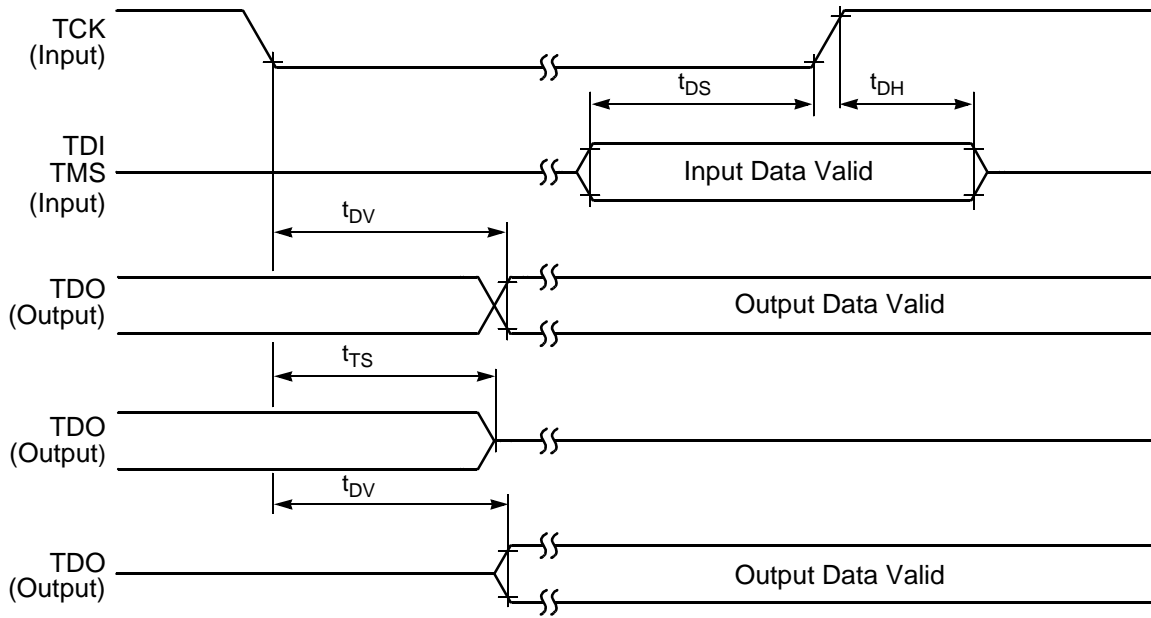 TCK
(Input)
tDS
tDH
TDI
TMS
(Input)
Input Data Valid
tDV
TDO
(Output)
Output Data Valid
tTS
TDO
(Output)
tDV
TDO
(Output)
Output Data Valid